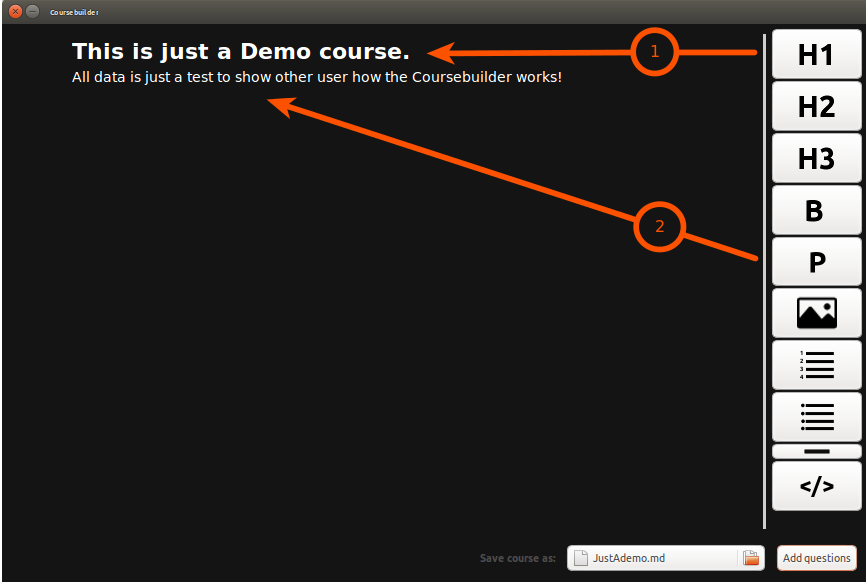 Coursebuilder
This is just a Demo course.
All data is just a test to show other user how the Coursebuilder works!
1
2
H1
H2
H3
B
P
1
2
3
4
</>
Save course as:
JustAdemo.md
Add questions